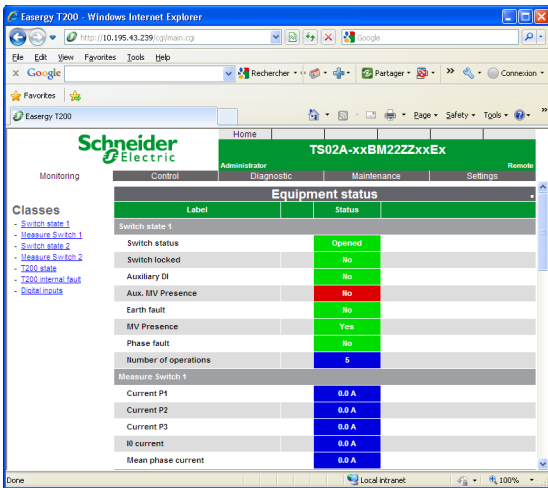 Easergy T200 - Windows Internet Explorer
http://10.195.43.239/cgi/main.cgi
Google
File Edit View Favorites Tools Help
x Google Rechercher Partager » Connexion
Favorites
Easergy T200 Page Safety Tools »
Schneider Electric
Home
TS02A-xxBM22ZZxxEx
Administrator Remote
Monitoring Control Diagnostic Maintenance Settings
Equipment status
Classes
- Switch state 1
- Measure Switch 1
- Switch state 2
- Measure Switch 2
- T200 state
- T200 internal fault
- Digital inputs
Label Status
Switch state 1
Switch status Opened
Switch locked No
Auxiliary DI No
Aux. MV Presence No
Earth fault No
MV Presence Yes
Phase fault No
Number of operations 5
Measure Switch 1
Current P1 0.0 A
Current P2 0.0 A
Current P3 0.0 A
I0 current 0.0 A
Mean phase current 0.0 A
Done Local intranet 100%